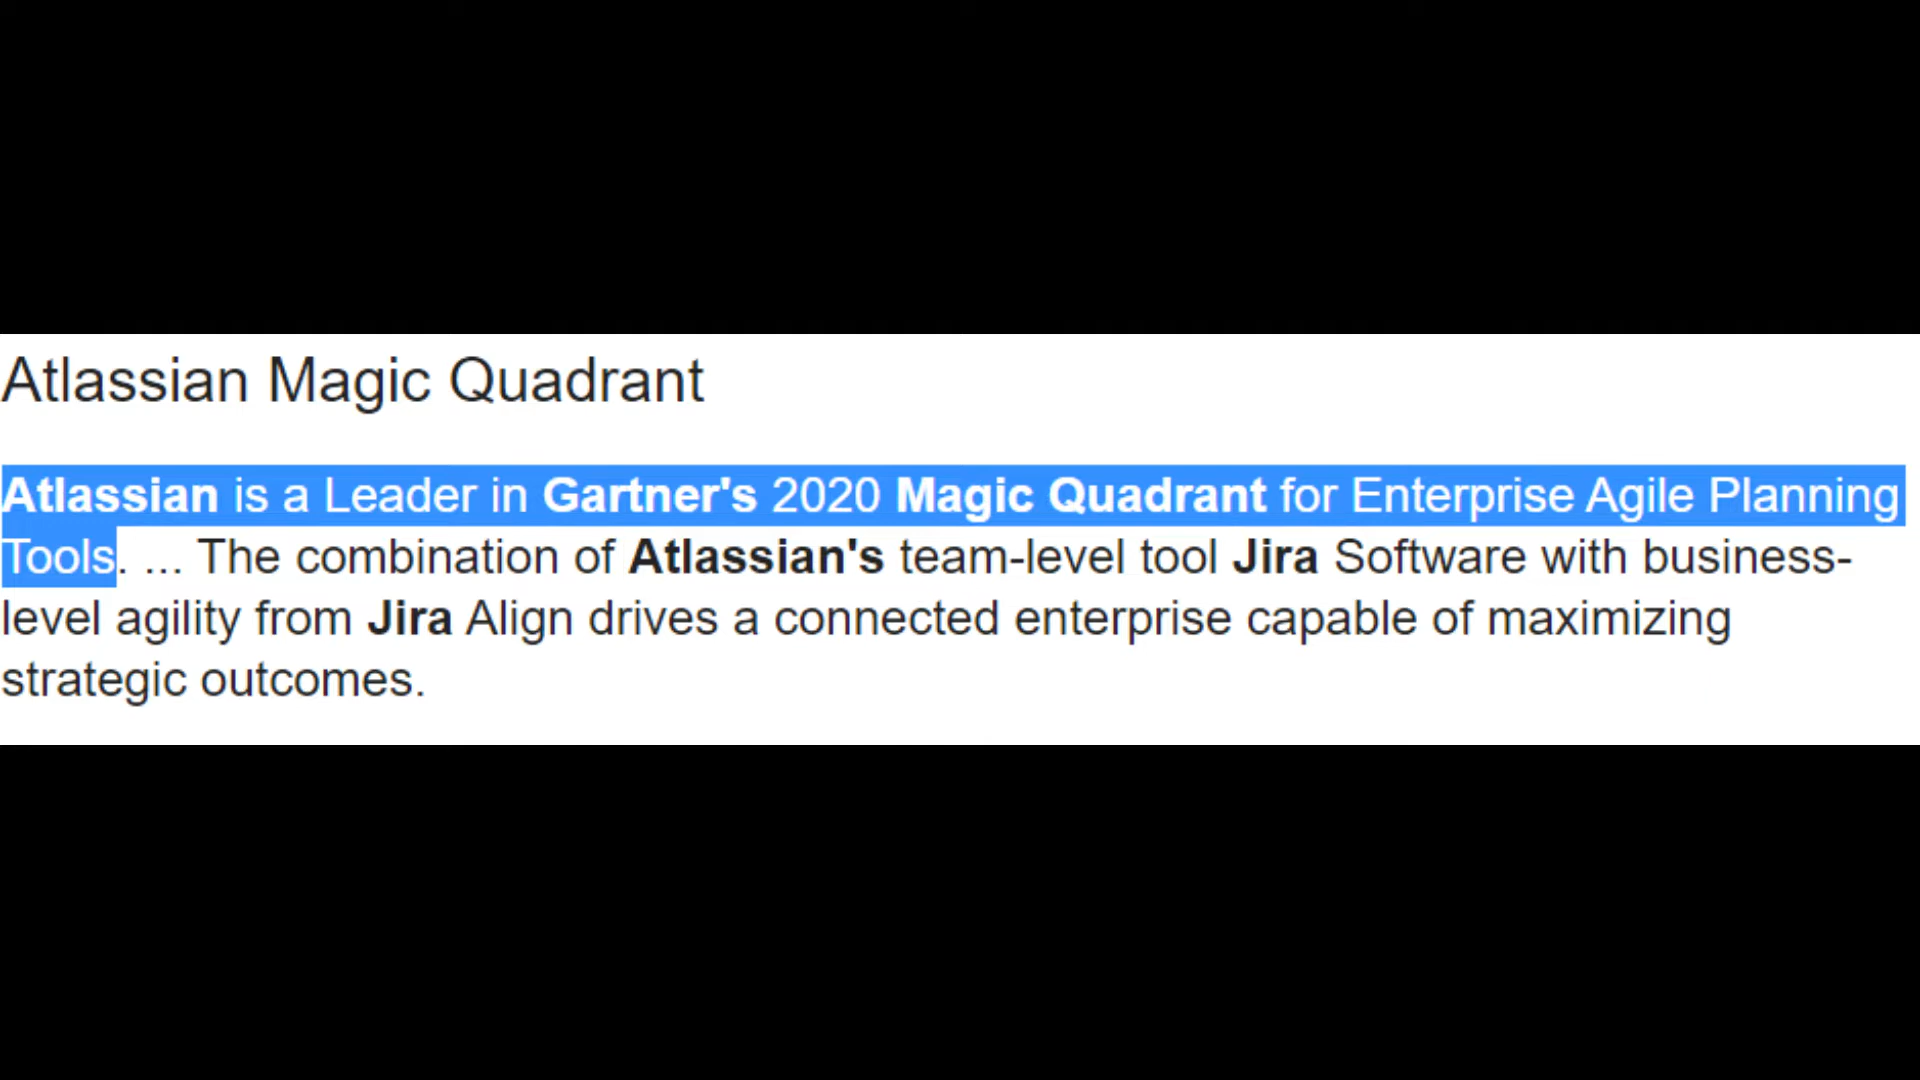 Atlassian Magic Quadrant
Atlassian is a Leader in Gartner's 2020 Magic Quadrant for Enterprise Agile Planning
Tools. ... The combination of Atlassian's team-level tool Jira Software with business-
level agility from Jira Align drives a connected enterprise capable of maximizing
strategic outcomes.